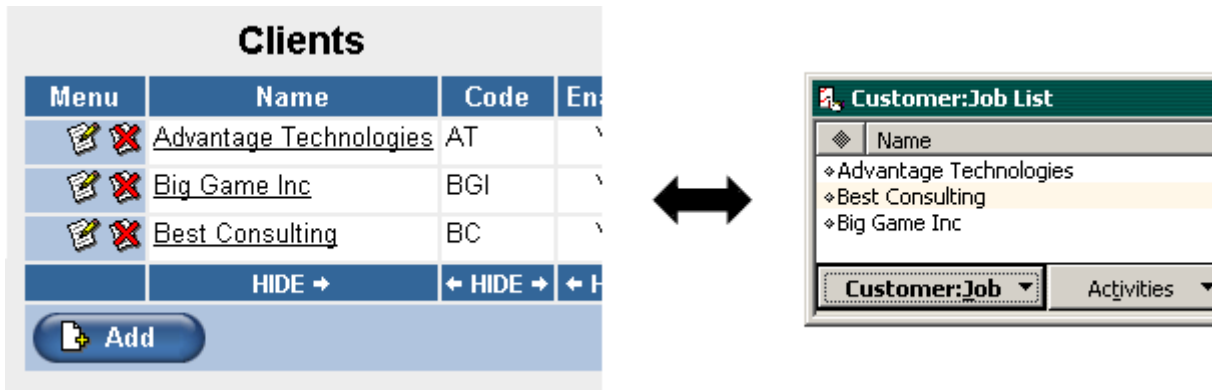 Clients
Menu Name Code
Advantage Technologies AT
Big Game Inc BGI
Best Consulting BC
HIDE HIDE
Add
Customer:Job List
Name
Advantage Technologies
Best Consulting
Big Game Inc
Customer:Job Activities